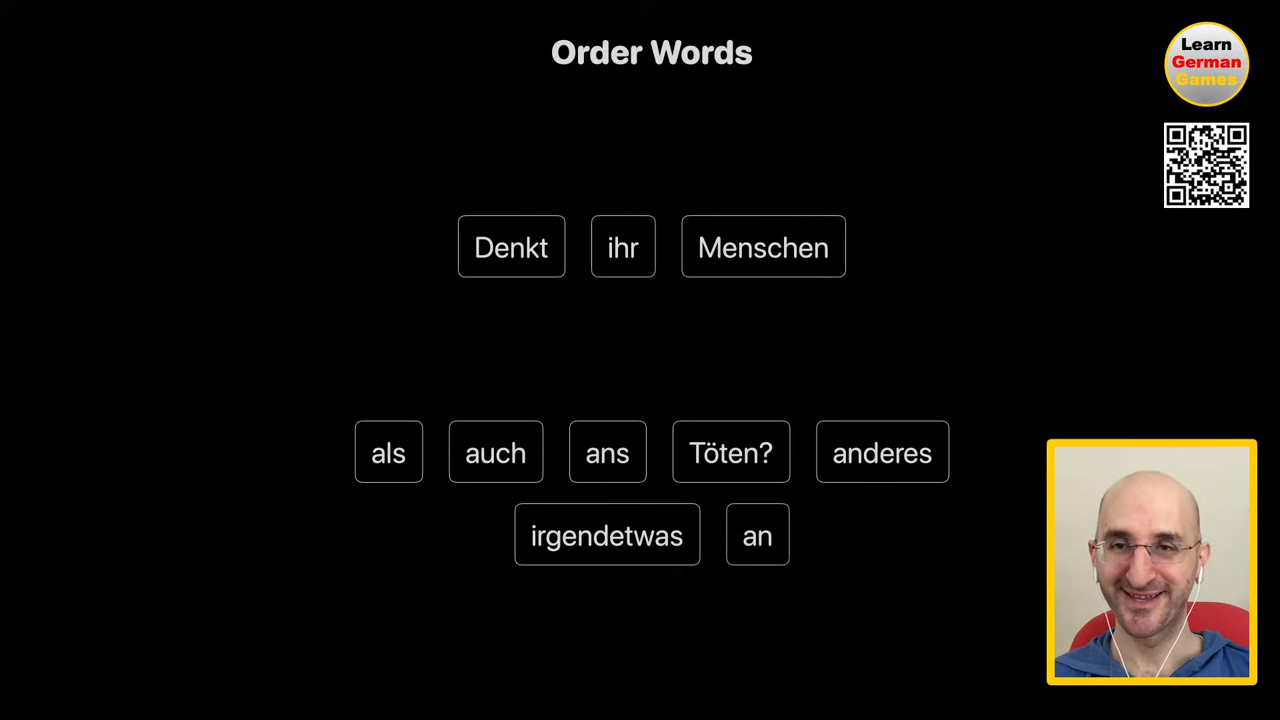 Order Words
Learn
German
Games
Denkt ihr Menschen
als auch ans Töten? anderes
irgendetwas an